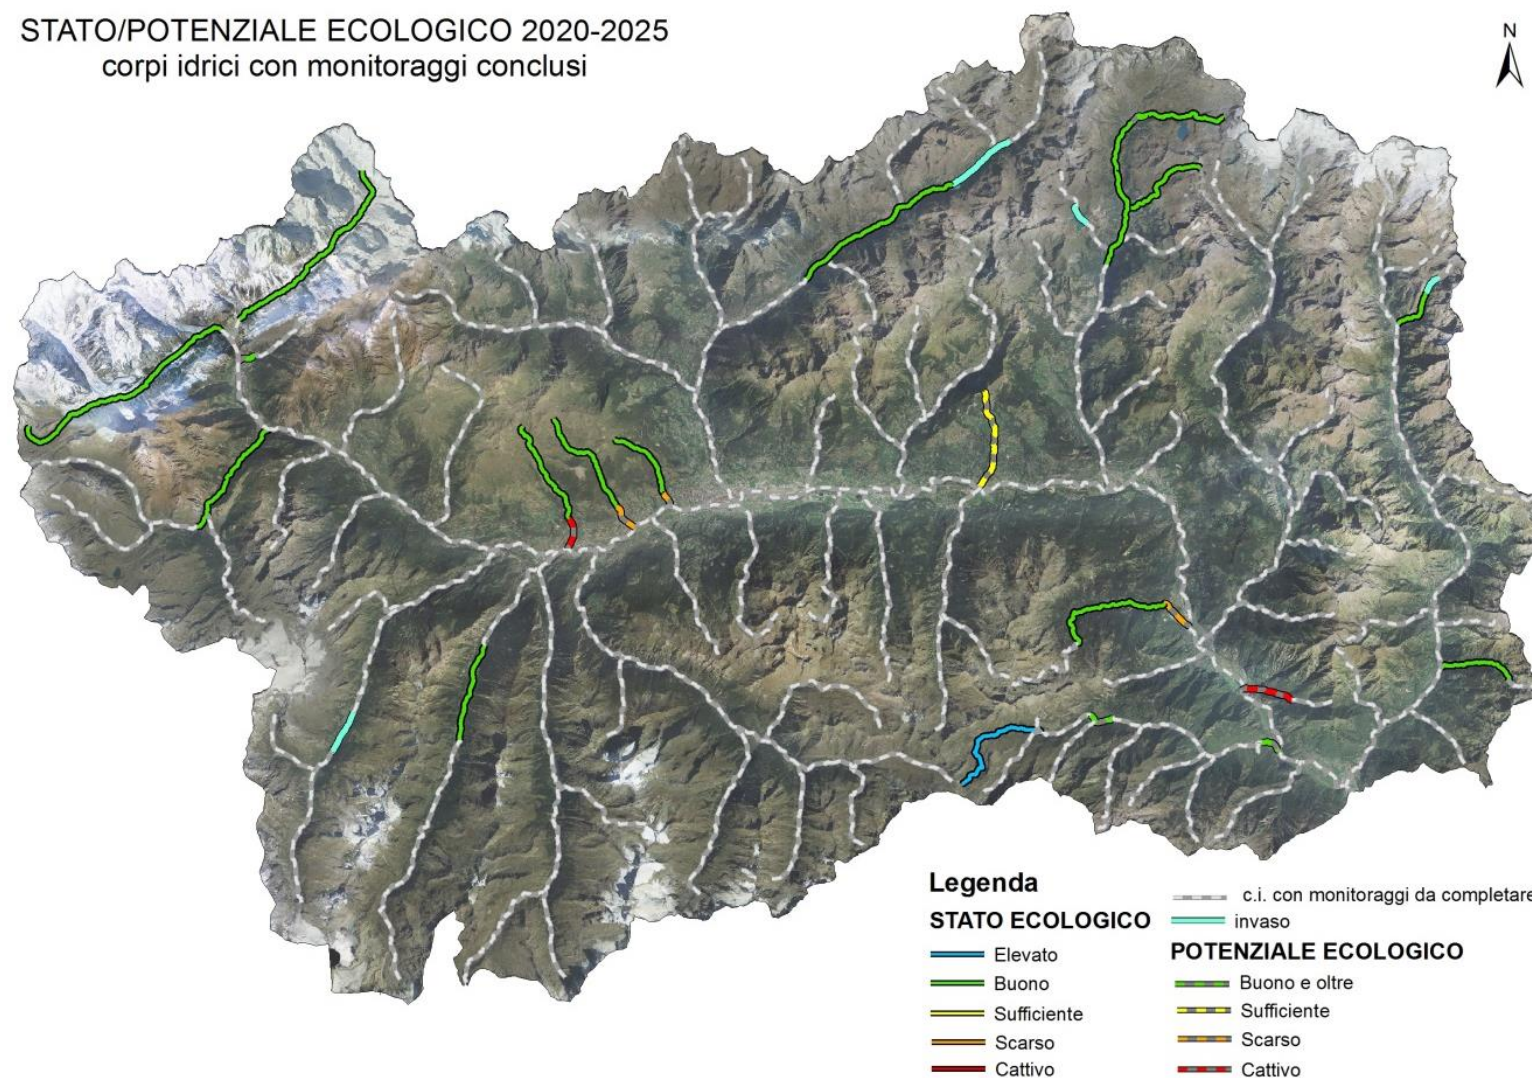 STATO/POTENZIALE ECOLOGICO 2020-2025
corpi idrici con monitoraggi conclusi
N
Legenda
STATO ECOLOGICO
Elevato
Buono
Sufficiente
Scarso
Cattivo
c.i. con monitoraggi da completare
invaso
POTENZIALE ECOLOGICO
Buono e oltre
Sufficiente
Scarso
Cattivo